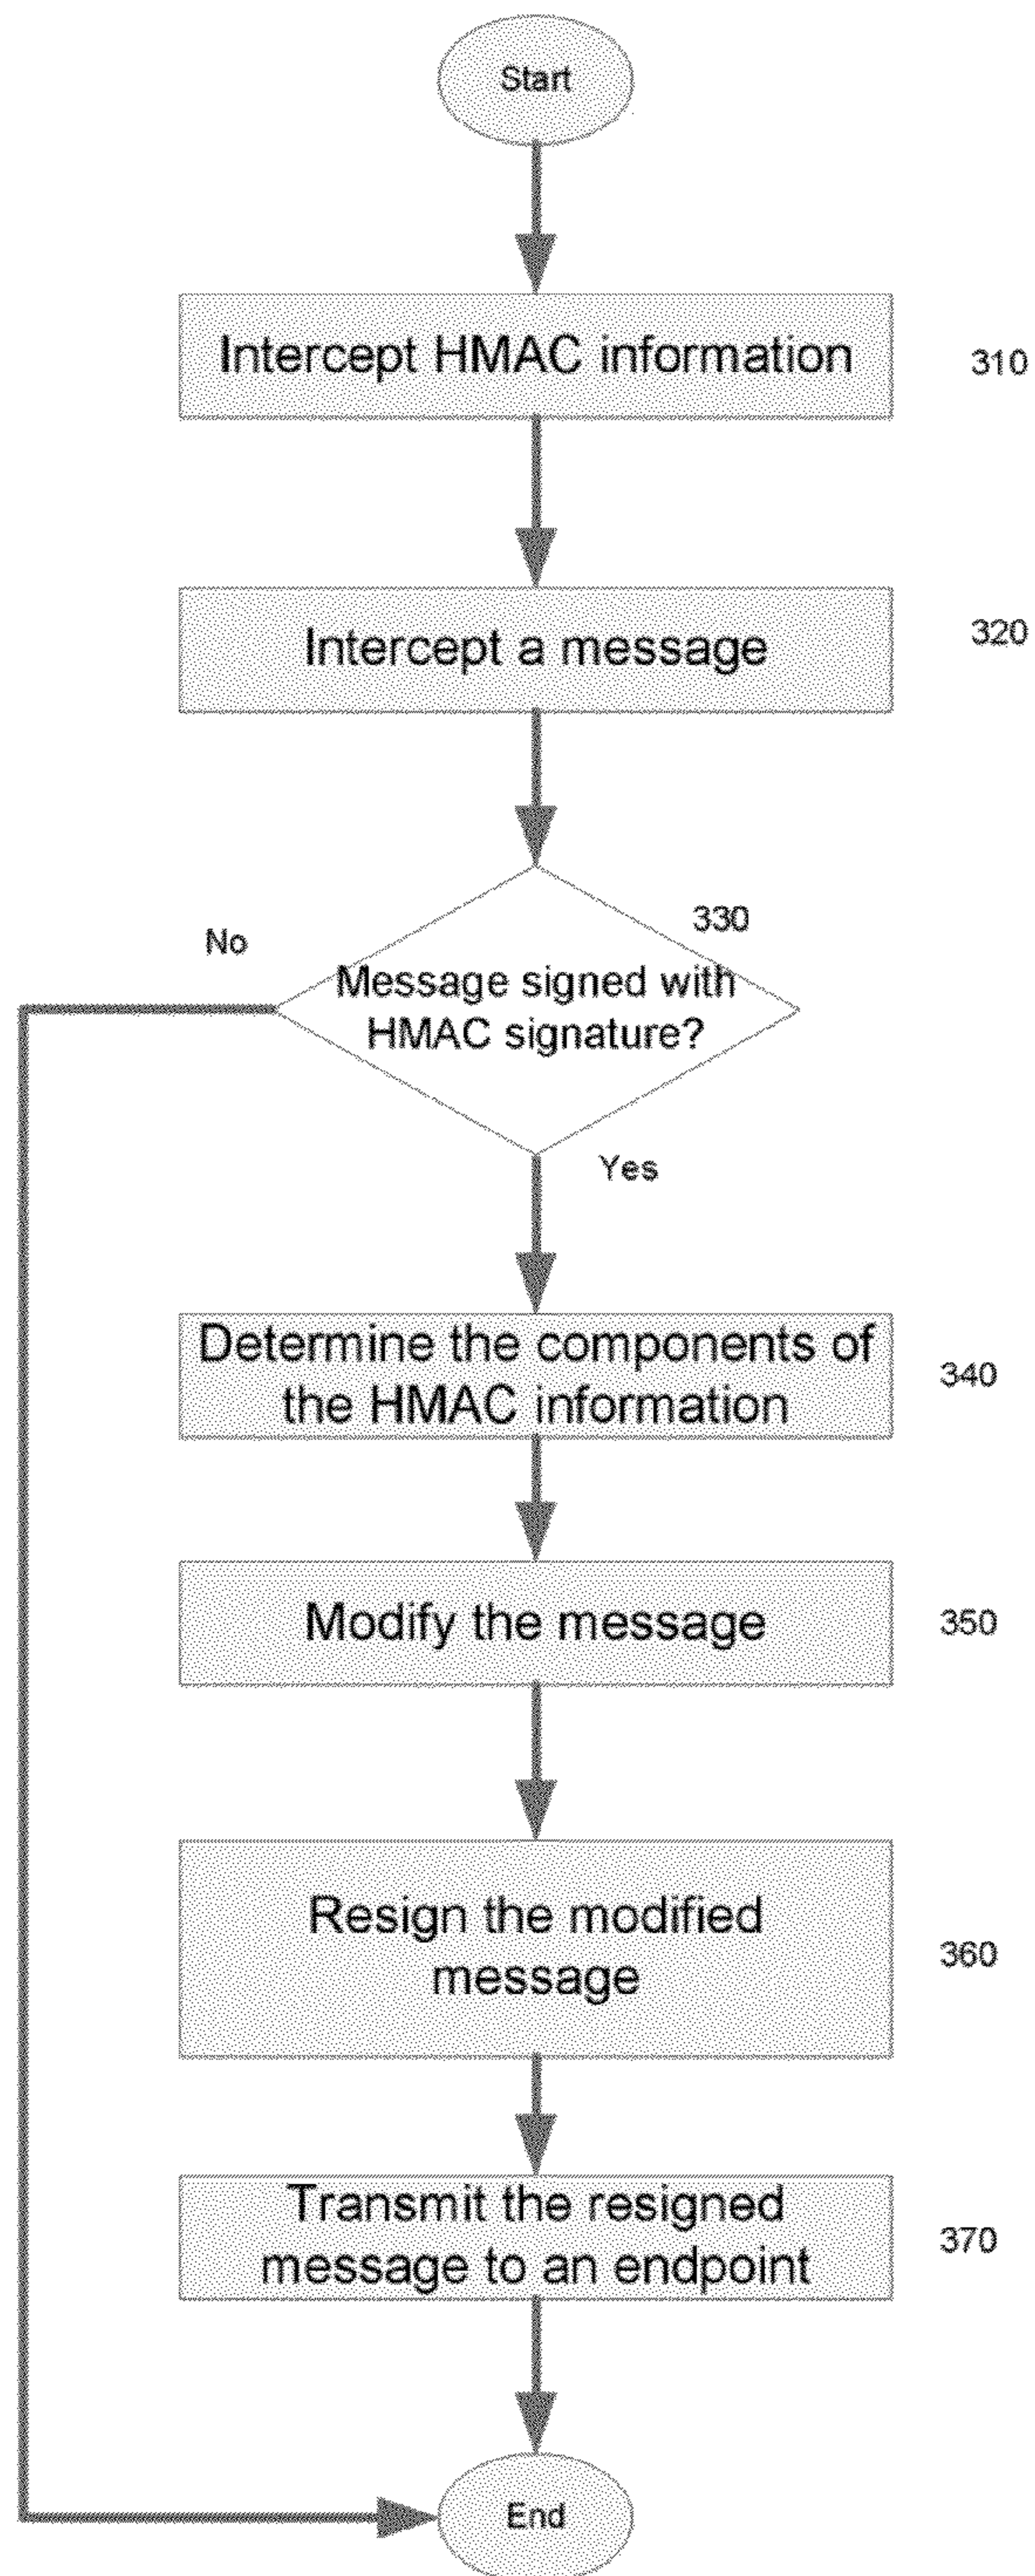 Start
Intercept HMAC information
310
Intercept a message
320
330
No
Message signed with
HMAC signature?
Yes
Determine the components of
the HMAC information
340
Modify the message
350
Resign the modified
message
360
Transmit the resigned
message to an endpoint
370
End